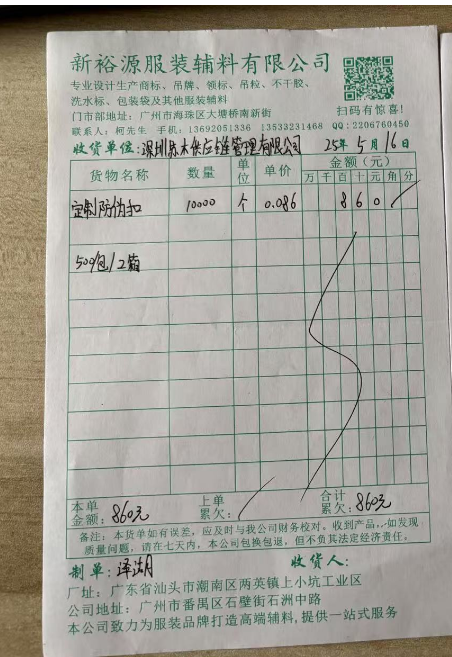 新裕源服装辅料有限公司
专业设计生产商标、吊牌、领标、吊粒、不干胶、
洗水标、包装袋及其他服装辅料
门市部地址：广州市海珠区大塘桥南新街
扫码有惊喜!
联系人：柯先生 手机：13692051336 13533231468 QQ：2206760450
收货单位：深圳 供应链管理有限公司 25年 5月 16日
货物名称 数量 单位 单价 金额（元）
万 千 百 十 元 角 分
定制防伪扣 10000 个 0.086 8 6 0
500/包/2箱
本单金额：860元 上单累欠： 合计累欠：860元
备注：本货单如有误差，应及时与我公司财务校对。收到产品,,如发现
质量问题，请在七天内，本公司包换包退，但不负其法定经济责任。
制单： 收货人：
厂址：广东省汕头市潮南区两英镇上小坑工业区
公司地址：广州市番禺区石壁街石洲中路
本公司致力为服装品牌打造高端辅料,提供一站式服务